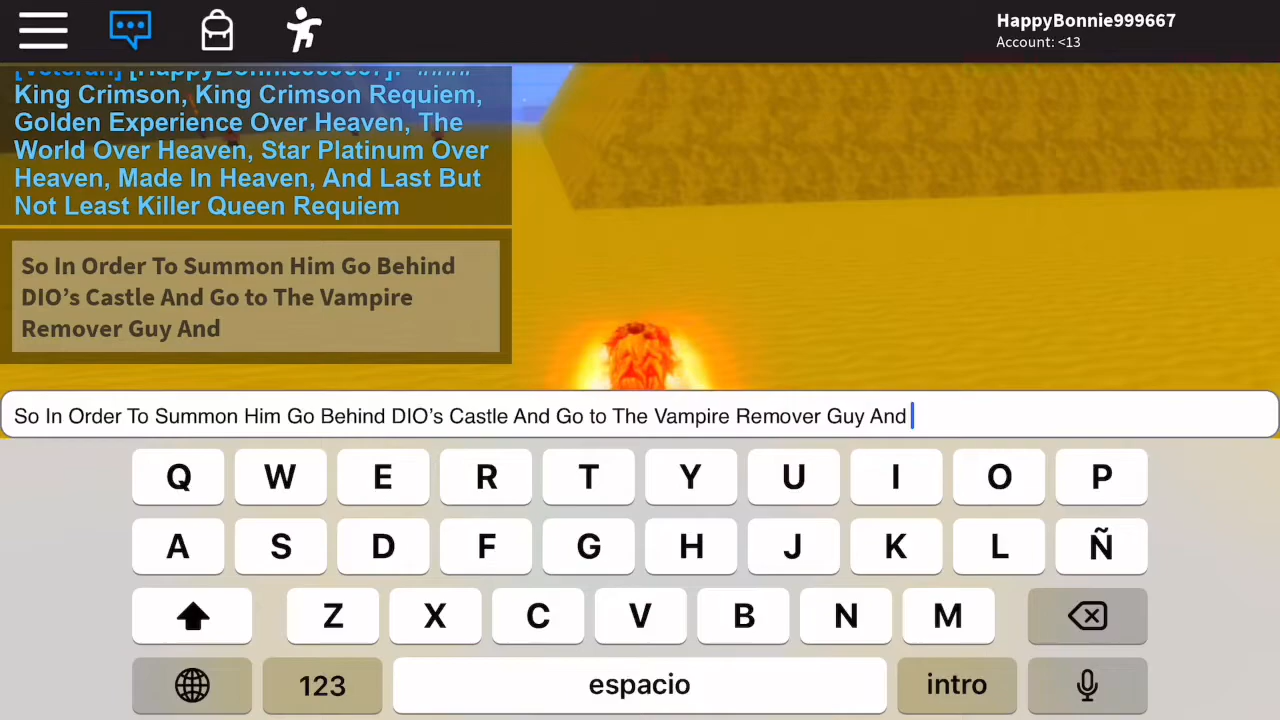 HappyBonnie999667
Account: <13
[Veteran] [HappyBonnie999667]: ####
King Crimson, King Crimson Requiem,
Golden Experience Over Heaven, The
World Over Heaven, Star Platinum Over
Heaven, Made In Heaven, And Last But
Not Least Killer Queen Requiem
So In Order To Summon Him Go Behind
DIO’s Castle And Go to The Vampire
Remover Guy And
So In Order To Summon Him Go Behind DIO’s Castle And Go to The Vampire Remover Guy And
Q W E R T Y U I O P
A S D F G H J K L Ñ
Z X C V B N M
123 espacio intro